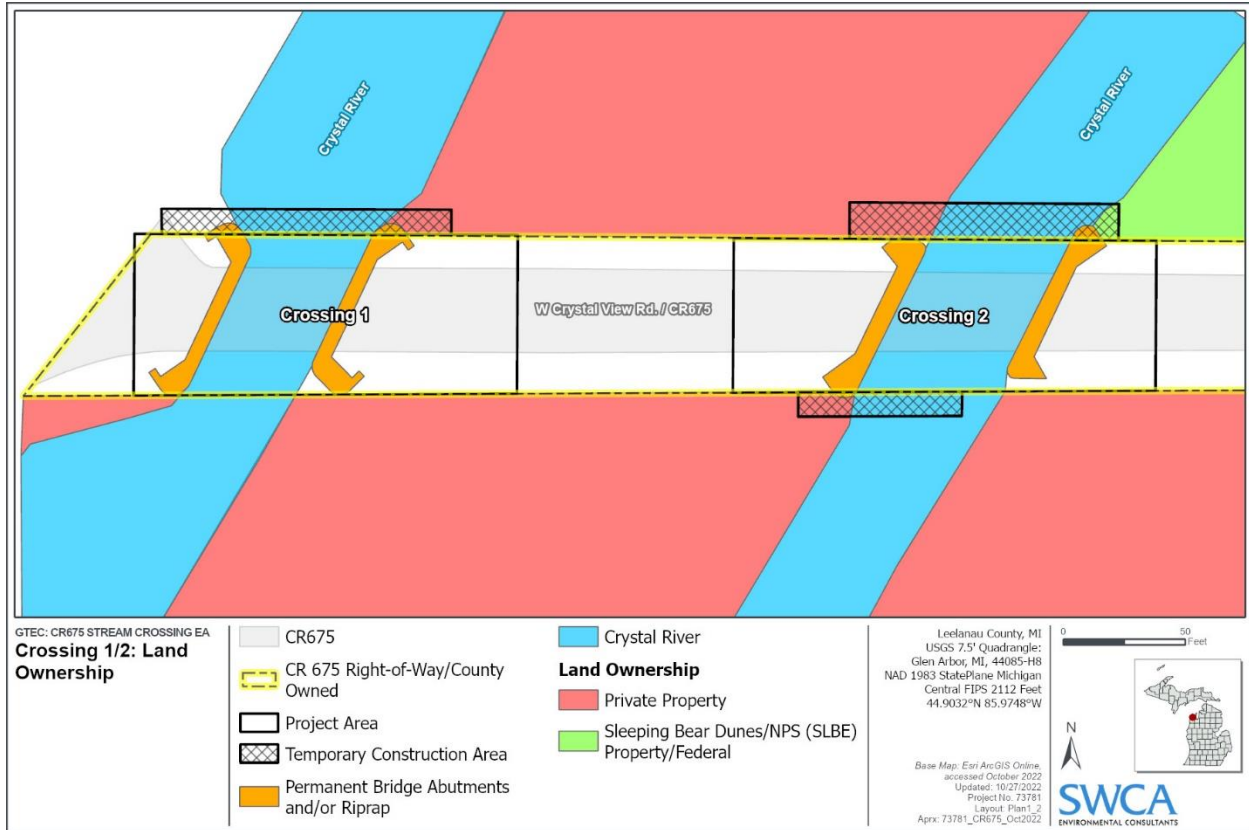 Crystal River
Crystal River
Crossing 1
W Crystal View Rd. / CR675
Crossing 2
GTEC: CR675 STREAM CROSSING EA
Crossing 1/2: Land
Ownership
CR675
CR 675 Right-of-Way/County
Owned
Project Area
Temporary Construction Area
Permanent Bridge Abutments
and/or Riprap
Crystal River
Land Ownership
Private Property
Sleeping Bear Dunes/NPS (SLBE)
Property/Federal
Leelanau County, MI
USGS 7.5' Quadrangle:
Glen Arbor, MI, 44085-H8
NAD 1983 StatePlane Michigan
Central FIPS 2112 Feet
44.9032°N 85.9748°W
Base Map: Esri ArcGIS Online,
accessed October 2022
Updated: 10/27/2022
Project No. 73781
Layout: Plan1_2
Aprx: 73781_CR675_Oct2022
0 50
Feet
N
SWCA
ENVIRONMENTAL CONSULTANTS